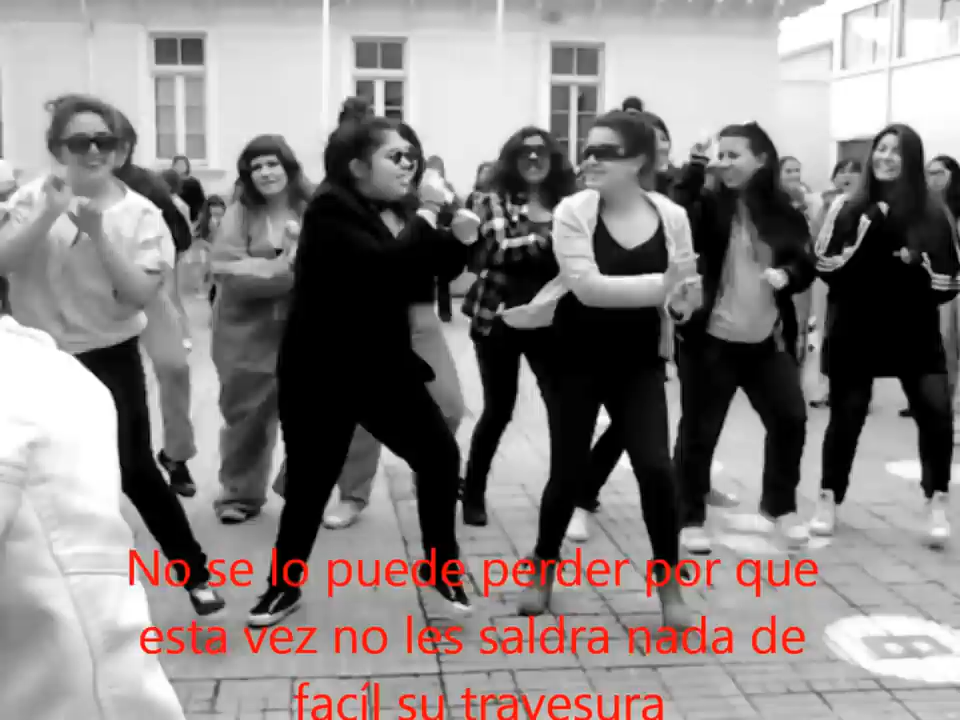 No se lo puede perder por que
esta vez no les saldra nada de
facíl su travesura
B